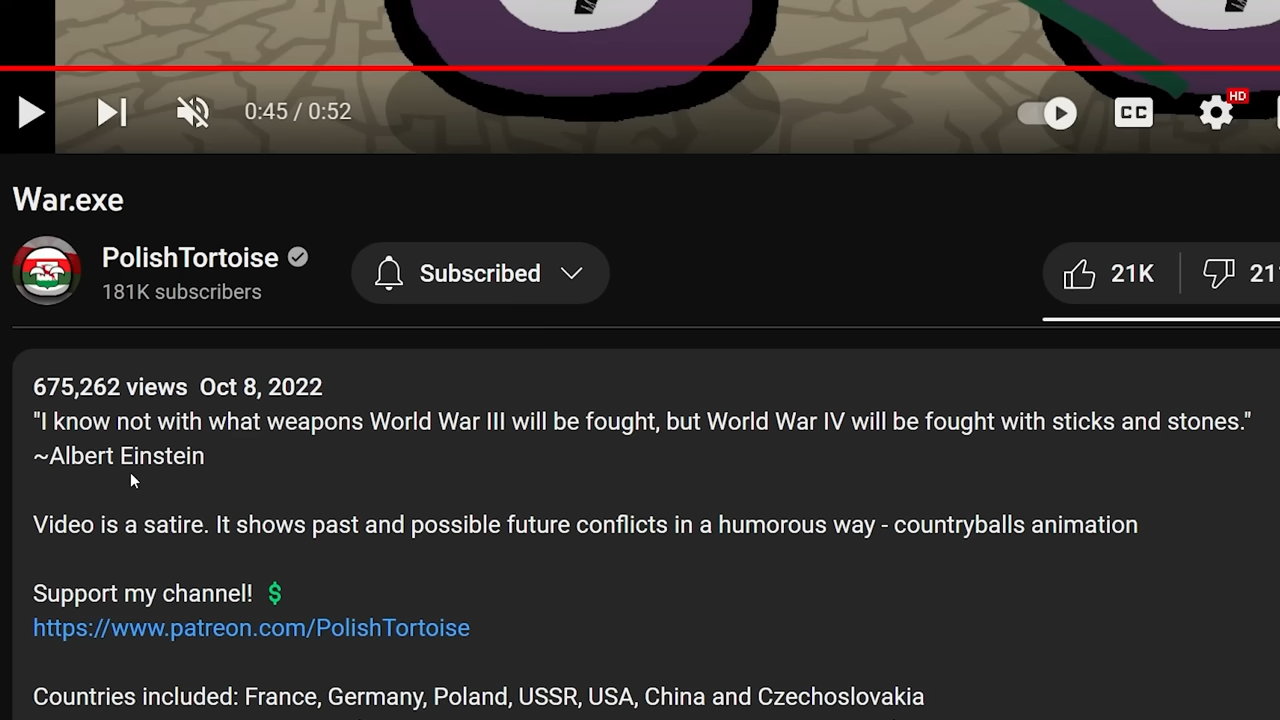 HD
0:45 / 0:52
CC
War.exe
PolishTortoise
181K subscribers
Subscribed
21K
21
675,262 views Oct 8, 2022
"I know not with what weapons World War III will be fought, but World War IV will be fought with sticks and stones."
~Albert Einstein
Video is a satire. It shows past and possible future conflicts in a humorous way - countryballs animation
Support my channel! $
https://www.patreon.com/PolishTortoise
Countries included: France, Germany, Poland, USSR, USA, China and Czechoslovakia